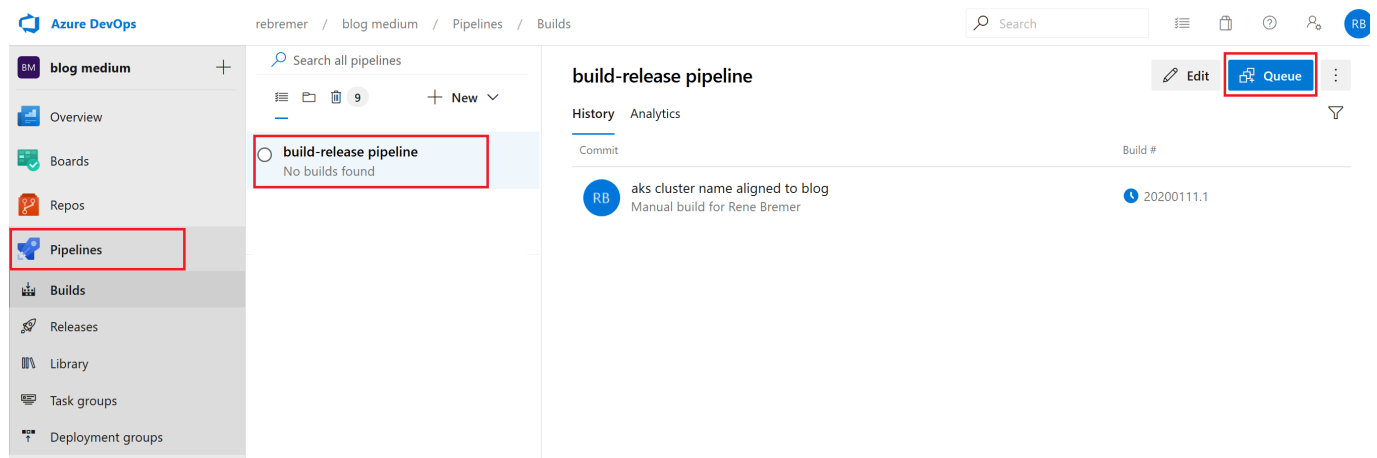 Azure DevOps
rebremer / blog medium / Pipelines / Builds
Search
RB
BM blog medium
Overview
Boards
Repos
Pipelines
Builds
Releases
Library
Task groups
Deployment groups
Search all pipelines
9
New
build-release pipeline
No builds found
build-release pipeline
Edit
Queue
History Analytics
Commit Build #
RB
aks cluster name aligned to blog
Manual build for Rene Bremer
20200111.1